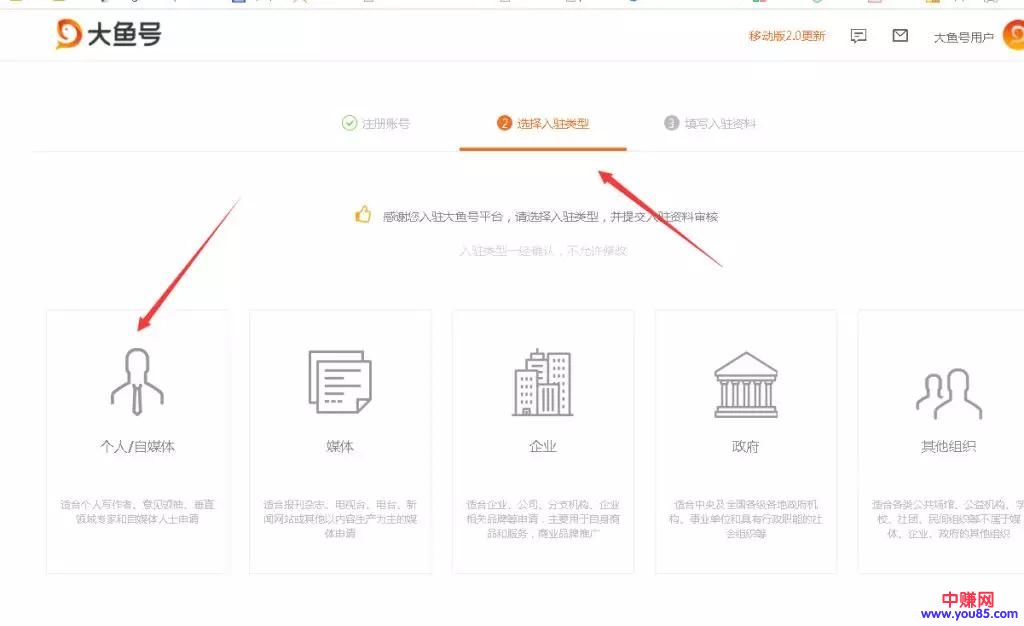 大鱼号
移动版2.0更新
大鱼号用户
注册账号
2 选择入驻类型
3 填写入驻资料
感谢您入驻大鱼号平台，请选择入驻类型，并提交入驻资料审核
入驻类型一经确认，不允许修改
个人/自媒体
适合个人写作者、意见领袖、垂直
领域专家和自媒体人士申请
媒体
适合报刊杂志、电视台、电台、新
闻网站或其他以内容生产为主的媒
体申请
企业
适合企业、公司、分支机构、企业
相关品牌等申请，主要用于自身商
品和服务，商业品牌推广
政府
适合中央及全国各级各地政府机
构、事业单位和具有行政职能的社
会组织等
其他组织
适合各类公共场馆、公益机构、学
校、社团、民间组织等不属于媒
体、企业、政府的其他组织
中赚网
www.you85.com